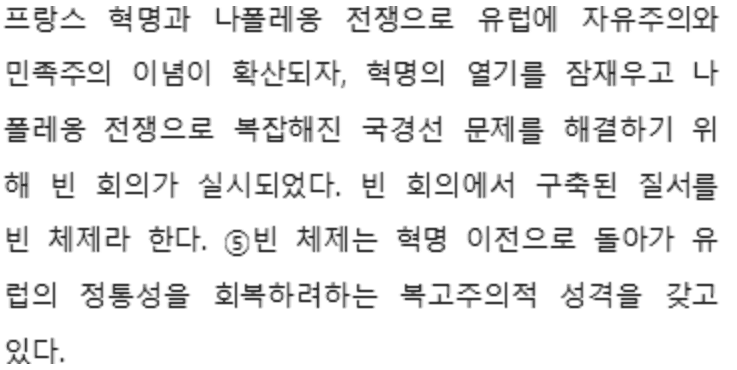 프랑스 혁명과 나폴레옹 전쟁으로 유럽에 자유주의와
민족주의 이념이 확산되자, 혁명의 열기를 잠재우고 나
폴레옹 전쟁으로 복잡해진 국경선 문제를 해결하기 위
해 빈 회의가 실시되었다. 빈 회의에서 구축된 질서를
빈 체제라 한다. ⑤빈 체제는 혁명 이전으로 돌아가 유
럽의 정통성을 회복하려하는 복고주의적 성격을 갖고
있다.